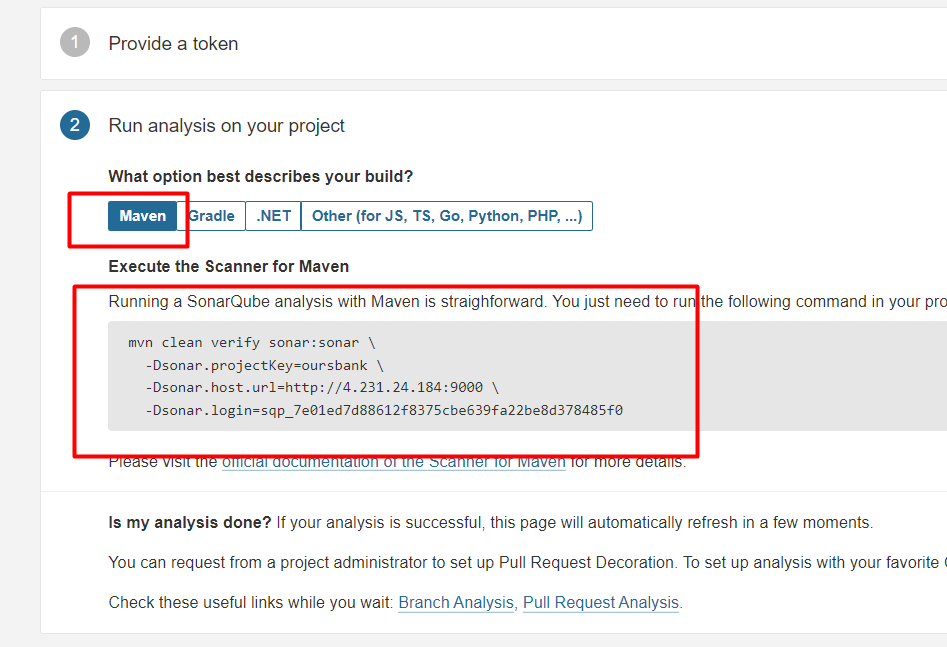 1 Provide a token
2 Run analysis on your project
What option best describes your build?
Maven Gradle .NET Other (for JS, TS, Go, Python, PHP, ...)
Execute the Scanner for Maven
Running a SonarQube analysis with Maven is straighforward. You just need to run the following command in your pro
mvn clean verify sonar:sonar \
-Dsonar.projectKey=oursbank \
-Dsonar.host.url=http://4.231.24.184:9000 \
-Dsonar.login=sqp_7e01ed7d88612f8375cbe639fa22be8d378485f0
Please visit the official documentation of the Scanner for Maven for more details.
Is my analysis done? If your analysis is successful, this page will automatically refresh in a few moments.
You can request from a project administrator to set up Pull Request Decoration. To set up analysis with your favorite
Check these useful links while you wait: Branch Analysis, Pull Request Analysis.